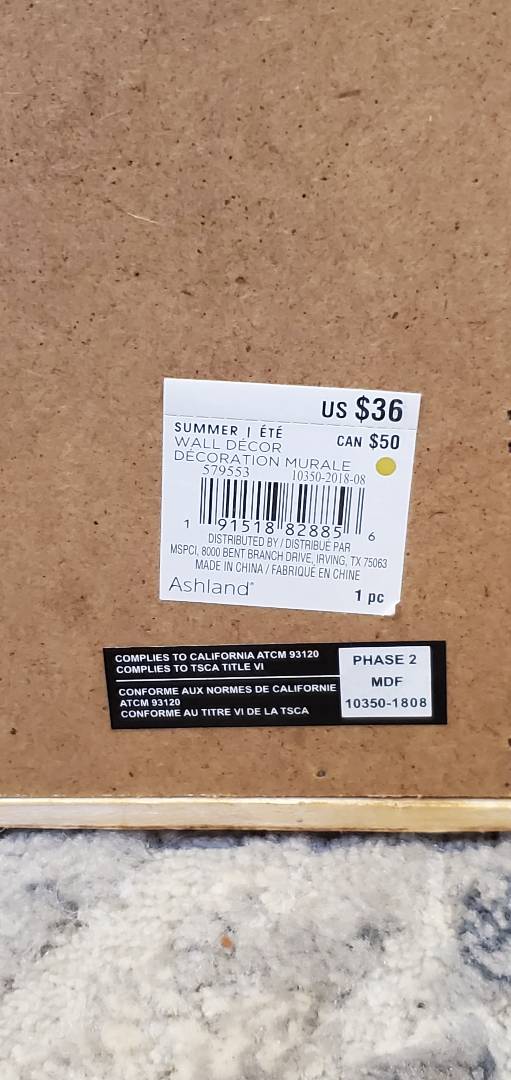 US $36
SUMMER | ÉTÉ
CAN $50
WALL DÉCOR
DÉCORATION MURALE
579553 10350-2018-08
1 91518 82885 6
DISTRIBUTED BY / DISTRIBUÉ PAR
MSPCI, 8000 BENT BRANCH DRIVE, IRVING, TX 75063
MADE IN CHINA / FABRIQUÉ EN CHINE
Ashland®
1 pc
COMPLIES TO CALIFORNIA ATCM 93120
COMPLIES TO TSCA TITLE VI
CONFORME AUX NORMES DE CALIFORNIE
ATCM 93120
CONFORME AU TITRE VI DE LA TSCA
PHASE 2
MDF
10350-1808